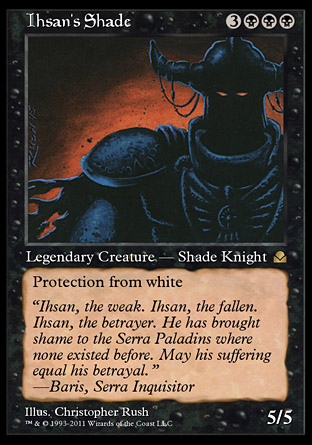 Ihsan's Shade 3
Legendary Creature — Shade Knight
Protection from white
“Ihsan, the weak. Ihsan, the fallen.
Ihsan, the betrayer. He has brought
shame to the Serra Paladins where
none existed before. May his suffering
equal his betrayal.”
—Baris, Serra Inquisitor
Illus. Christopher Rush
™ & © 1993-2011 Wizards of the Coast LLC
5/5